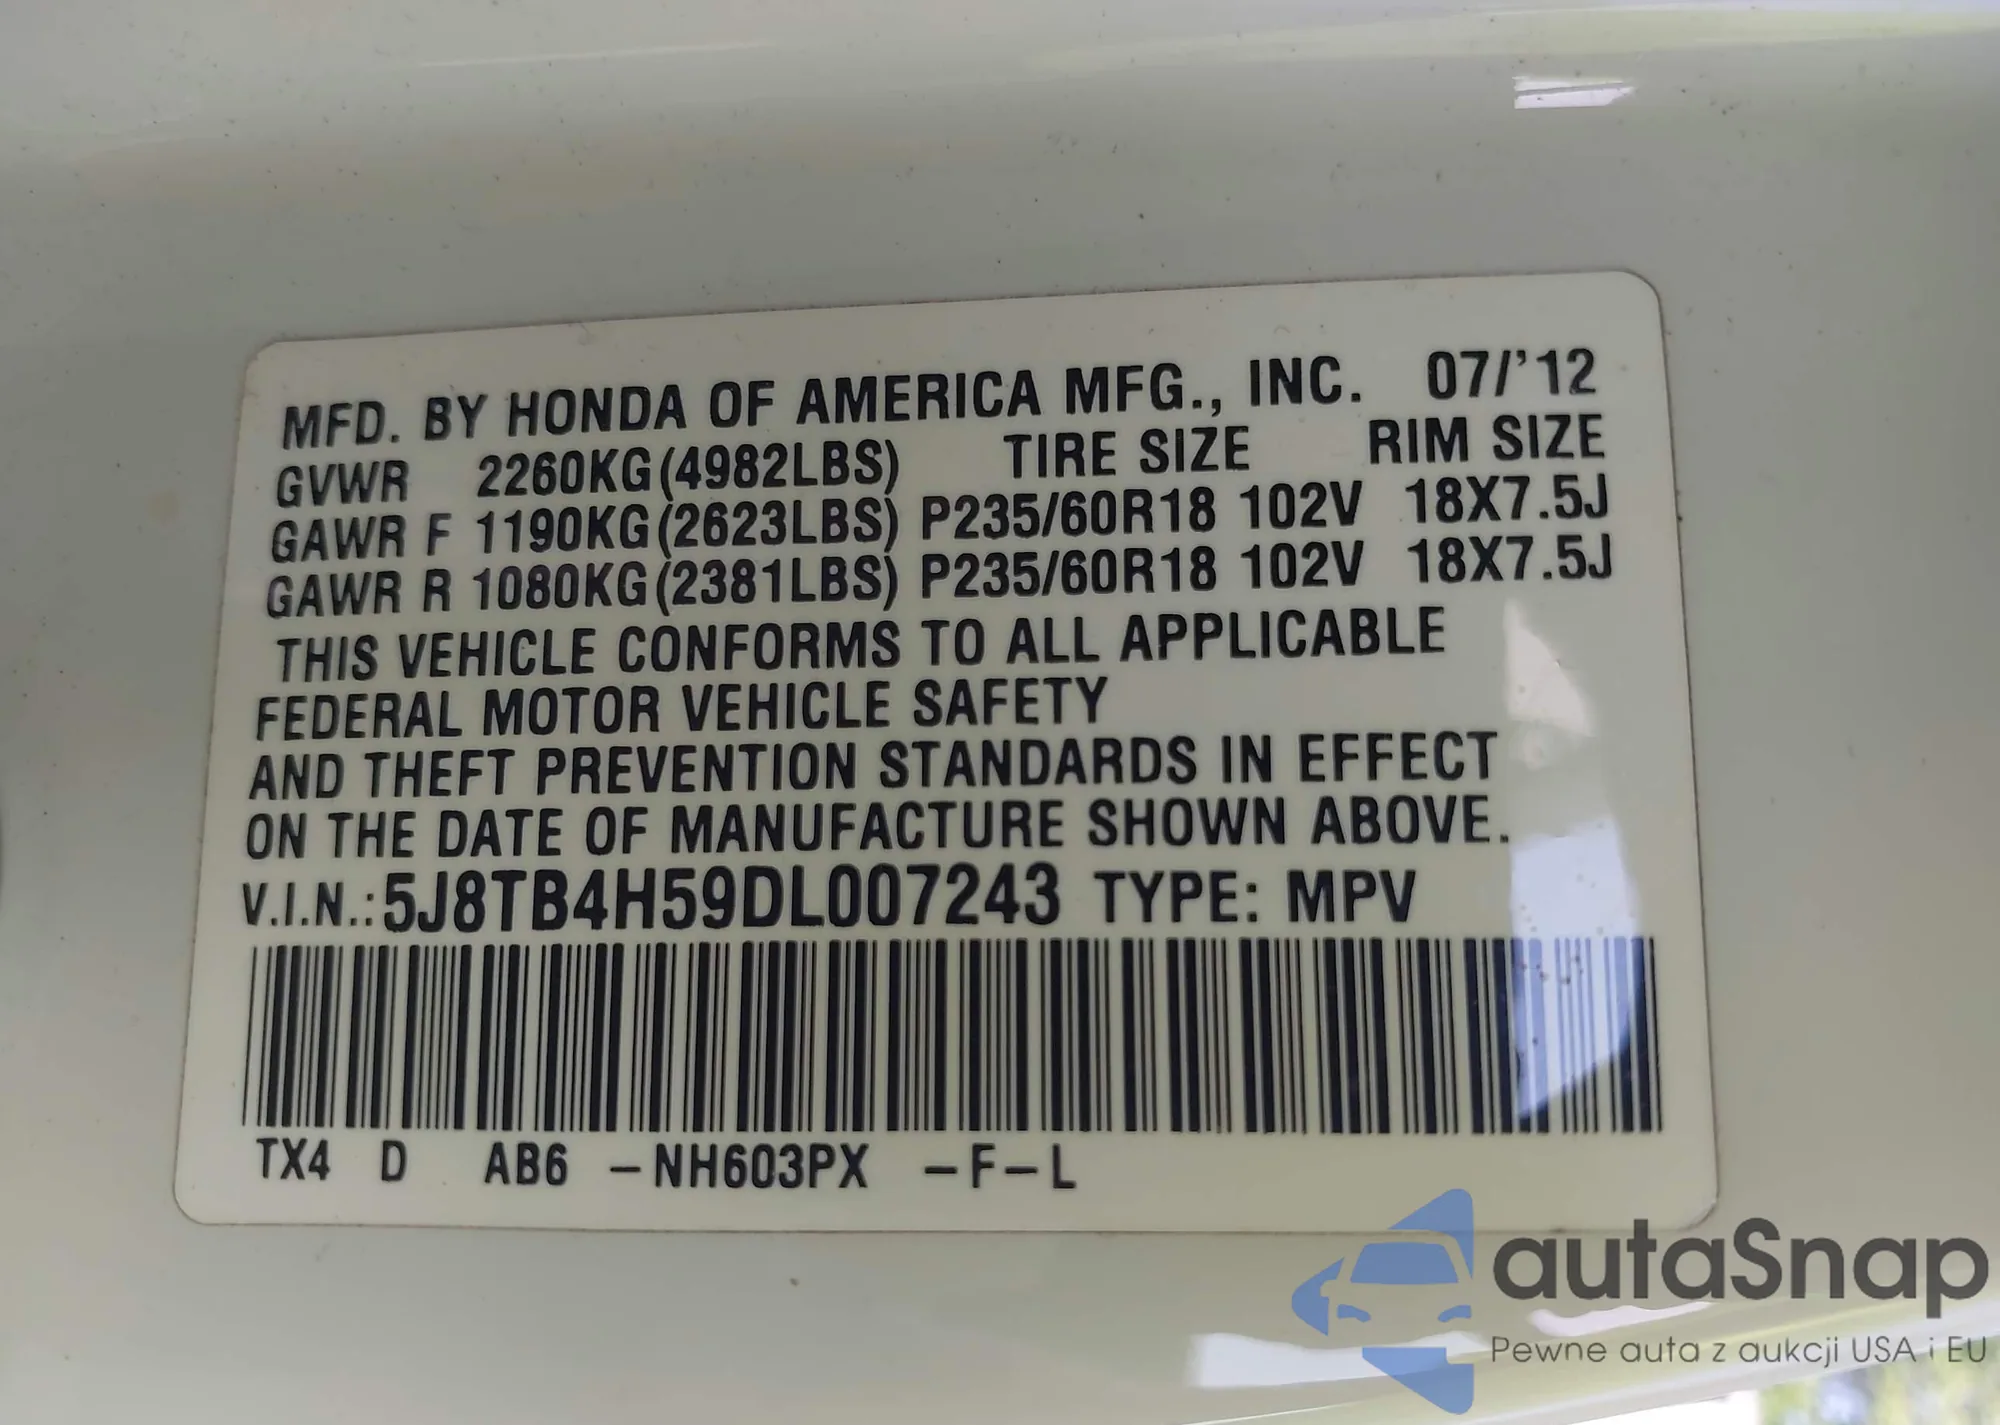 MFD. BY HONDA OF AMERICA MFG., INC. 07/'12
GVWR 2260KG(4982LBS) TIRE SIZE RIM SIZE
GAWR F 1190KG(2623LBS) P235/60R18 102V 18X7.5J
GAWR R 1080KG(2381LBS) P235/60R18 102V 18X7.5J
THIS VEHICLE CONFORMS TO ALL APPLICABLE
FEDERAL MOTOR VEHICLE SAFETY
AND THEFT PREVENTION STANDARDS IN EFFECT
ON THE DATE OF MANUFACTURE SHOWN ABOVE.
V.I.N.:5J8TB4H59DL007243 TYPE: MPV
TX4 D AB6 -NH603PX -F-L
autaSnap
Pewne auta z aukcji USA i EU